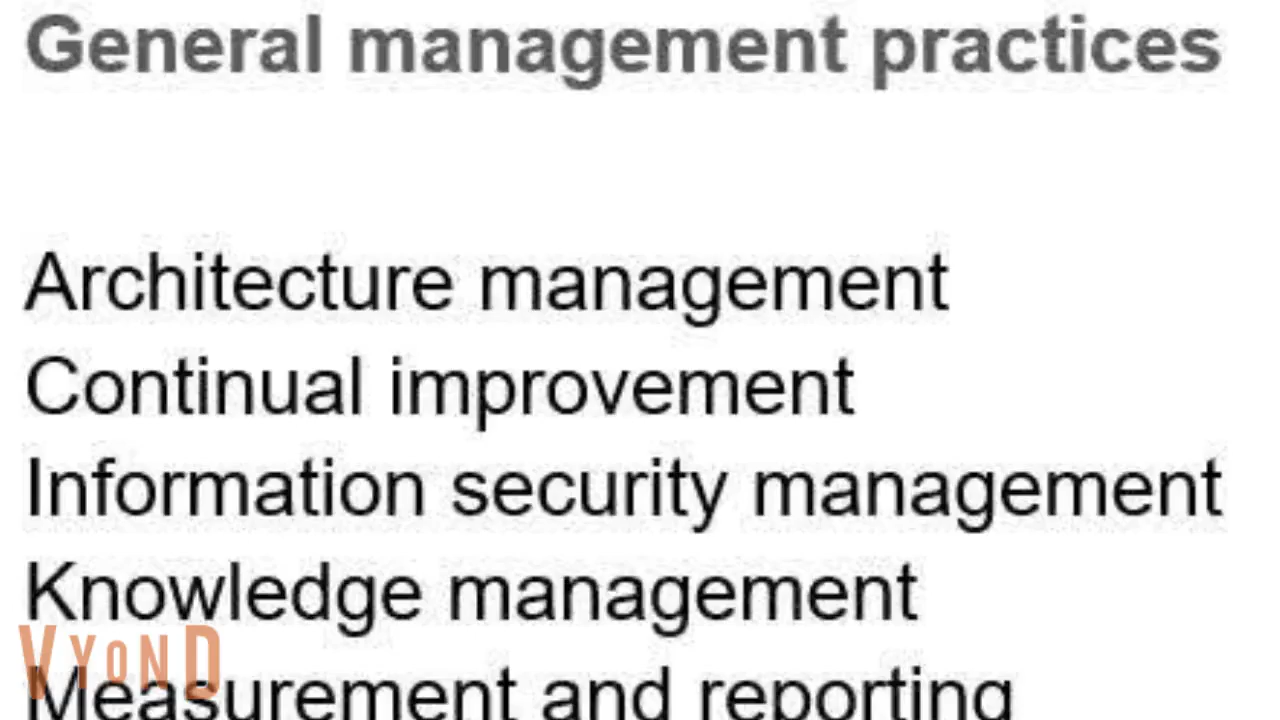 General management practices
Architecture management
Continual improvement
Information security management
Knowledge management
VYOND
Measurement and reporting